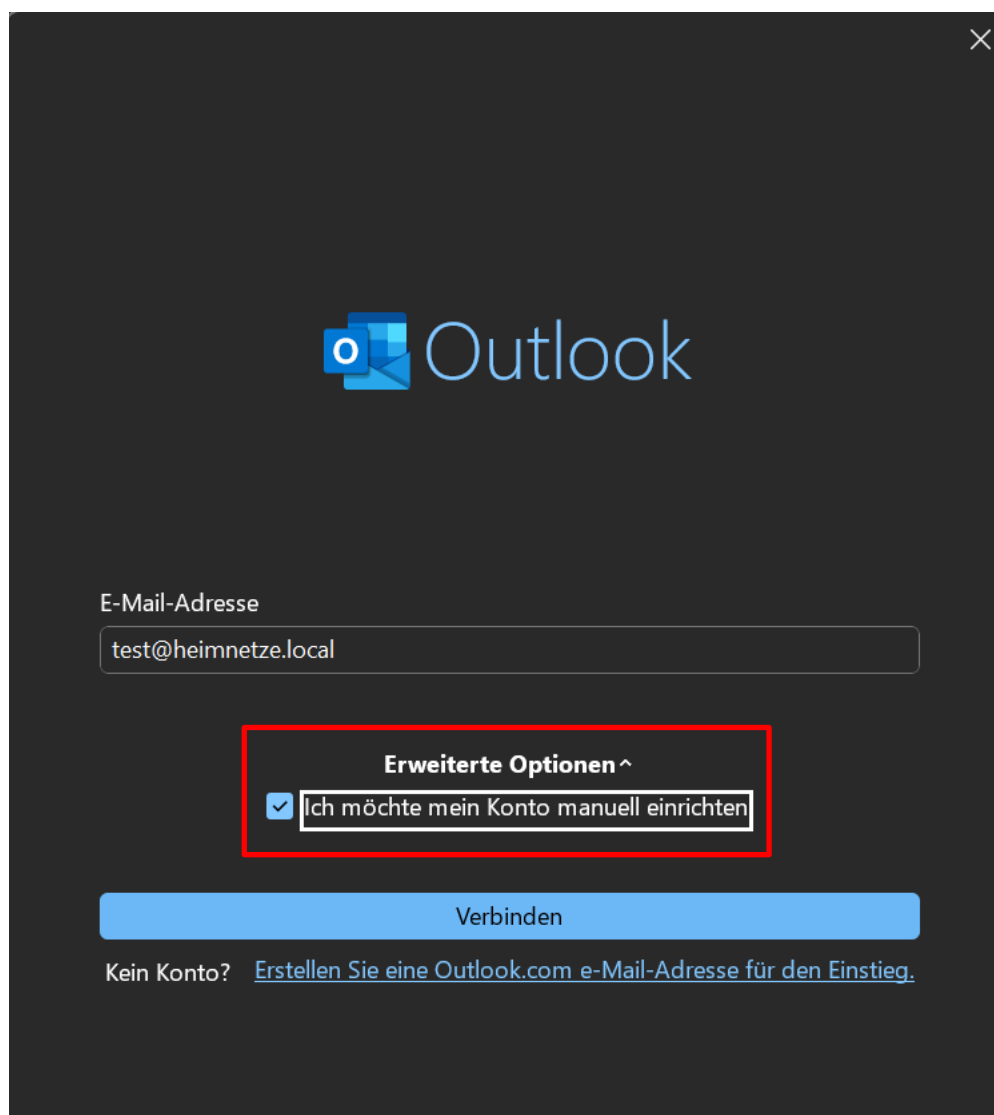 Outlook
E-Mail-Adresse
test@heimnetze.local
Erweiterte Optionen^
Ich möchte mein Konto manuell einrichten
Verbinden
Kein Konto? Erstellen Sie eine Outlook.com e-Mail-Adresse für den Einstieg.